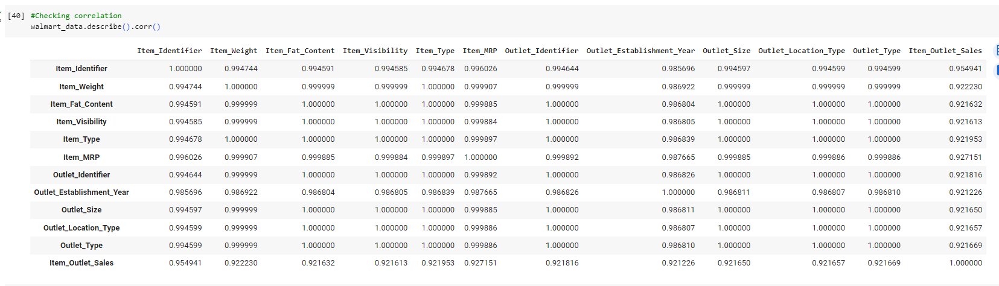 [40] #Checking correlation
walmart_data.describe().corr()
Item_Identifier Item_Weight Item_Fat_Content Item_Visibility Item_Type Item_MRP Outlet_Identifier Outlet_Establishment_Year Outlet_Size Outlet_Location_Type Outlet_Type Item_Outlet_Sales
Item_Identifier 1.000000 0.994744 0.994591 0.994585 0.994678 0.996026 0.994644 0.985696 0.994597 0.994599 0.994599 0.954941
Item_Weight 0.994744 1.000000 0.999999 0.999999 1.000000 0.999907 0.999999 0.986922 0.999999 0.999999 0.999999 0.922230
Item_Fat_Content 0.994591 0.999999 1.000000 1.000000 1.000000 0.999885 1.000000 0.986804 1.000000 1.000000 1.000000 0.921632
Item_Visibility 0.994585 0.999999 1.000000 1.000000 1.000000 0.999884 1.000000 0.986805 1.000000 1.000000 1.000000 0.921613
Item_Type 0.994678 1.000000 1.000000 1.000000 1.000000 0.999897 1.000000 0.986839 1.000000 1.000000 1.000000 0.921953
Item_MRP 0.996026 0.999907 0.999885 0.999884 0.999897 1.000000 0.999892 0.987665 0.999885 0.999886 0.999886 0.927151
Outlet_Identifier 0.994644 0.999999 1.000000 1.000000 1.000000 0.999892 1.000000 0.986826 1.000000 1.000000 1.000000 0.921816
Outlet_Establishment_Year 0.985696 0.986922 0.986804 0.986805 0.986839 0.987665 0.986826 1.000000 0.986811 0.986807 0.986810 0.921226
Outlet_Size 0.994597 0.999999 1.000000 1.000000 1.000000 0.999885 1.000000 0.986811 1.000000 1.000000 1.000000 0.921650
Outlet_Location_Type 0.994599 0.999999 1.000000 1.000000 1.000000 0.999886 1.000000 0.986807 1.000000 1.000000 1.000000 0.921657
Outlet_Type 0.994599 0.999999 1.000000 1.000000 1.000000 0.999886 1.000000 0.986810 1.000000 1.000000 1.000000 0.921669
Item_Outlet_Sales 0.954941 0.922230 0.921632 0.921613 0.921953 0.927151 0.921816 0.921226 0.921650 0.921657 0.921669 1.000000